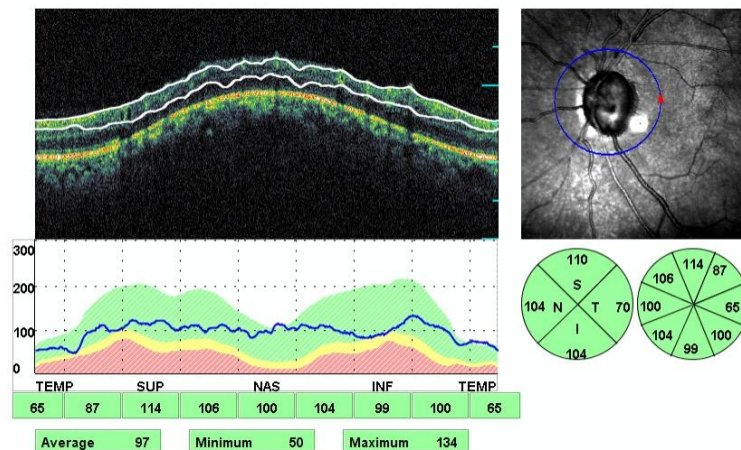 300
200
100
0
TEMP SUP NAS INF TEMP
65 87 114 106 100 104 99 100 65
Average 97 Minimum 50 Maximum 134
110
S
104 N T 70
I
104
114
106 87
100 65
104 100
99